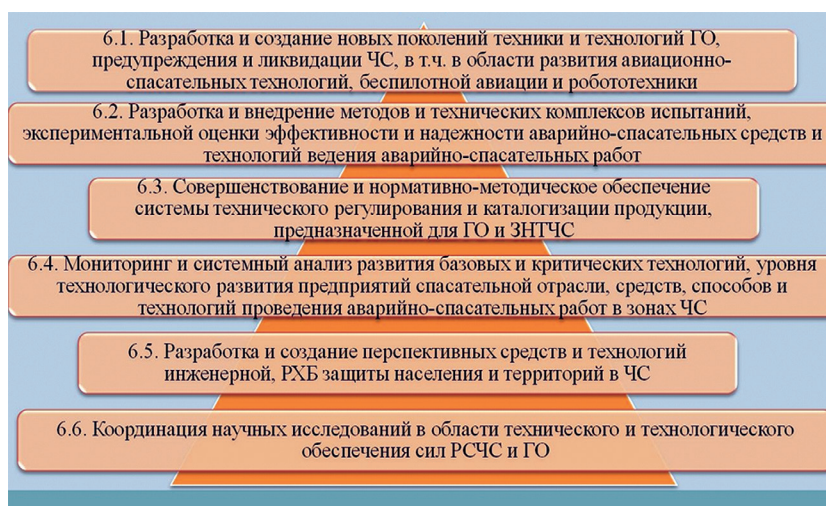 6.1. Разработка и создание новых поколений техники и технологий ГО,
предупреждения и ликвидации ЧС, в т.ч. в области развития авиационно-
спасательных технологий, беспилотной авиации и робототехники
6.2. Разработка и внедрение методов и технических комплексов испытаний,
экспериментальной оценки эффективности и надежности аварийно-спасательных средств и
технологий ведения аварийно-спасательных работ
6.3. Совершенствование и нормативно-методическое обеспечение
системы технического регулирования и каталогизации продукции,
предназначенной для ГО и ЗНТЧС
6.4. Мониторинг и системный анализ развития базовых и критических технологий, уровня
технологического развития предприятий спасательной отрасли, средств, способов и
технологий проведения аварийно-спасательных работ в зонах ЧС
6.5. Разработка и создание перспективных средств и технологий
инженерной, РХБ защиты населения и территорий в ЧС
6.6. Координация научных исследований в области технического и технологического
обеспечения сил РСЧС и ГО